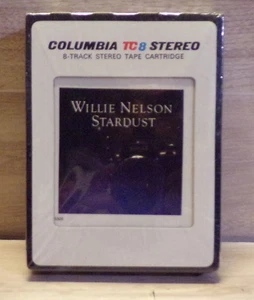 COLUMBIA TC8 STEREO
8-TRACK STEREO TAPE CARTRIDGE
WILLIE NELSON
STARDUST